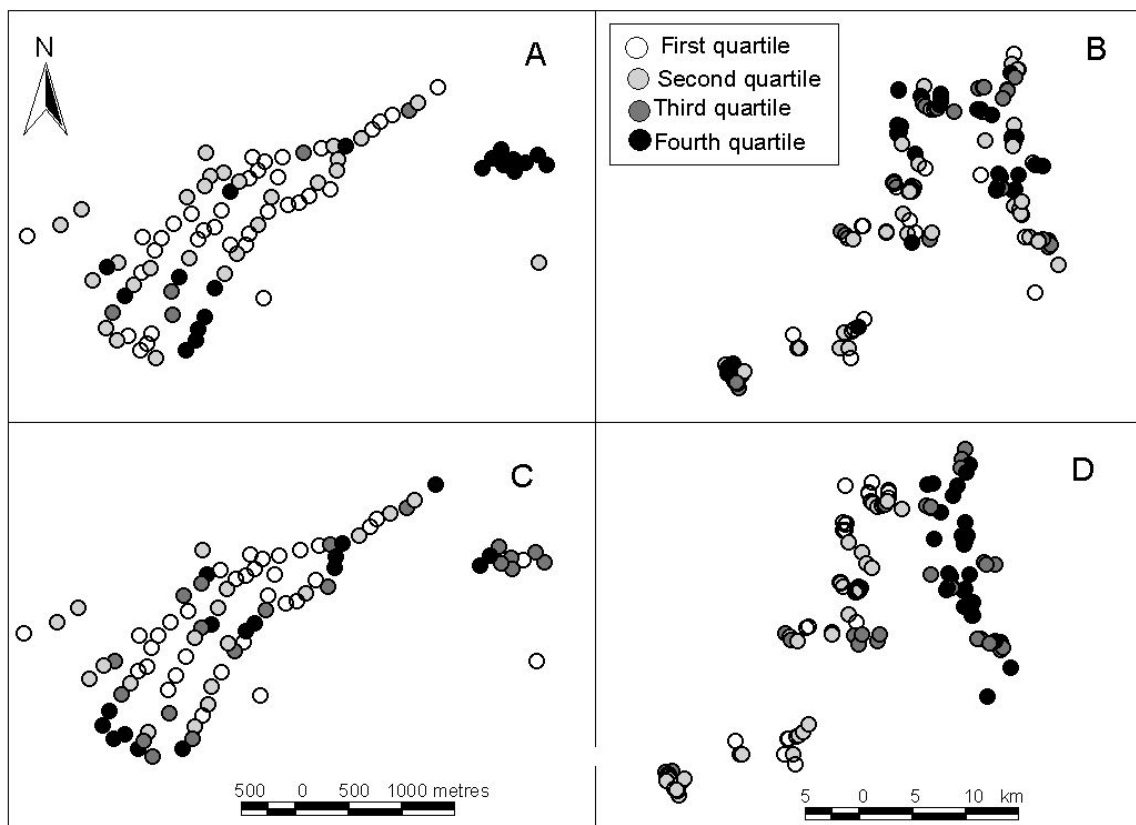 N
A
B
First quartile
Second quartile
Third quartile
Fourth quartile
C
D
500 0 500 1000 metres
5 0 5 10 km